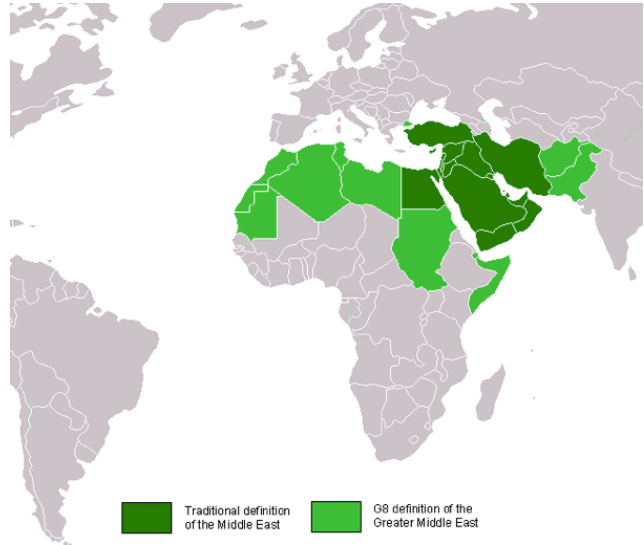 Traditional definition
of the Middle East
G8 definition of the
Greater Middle East